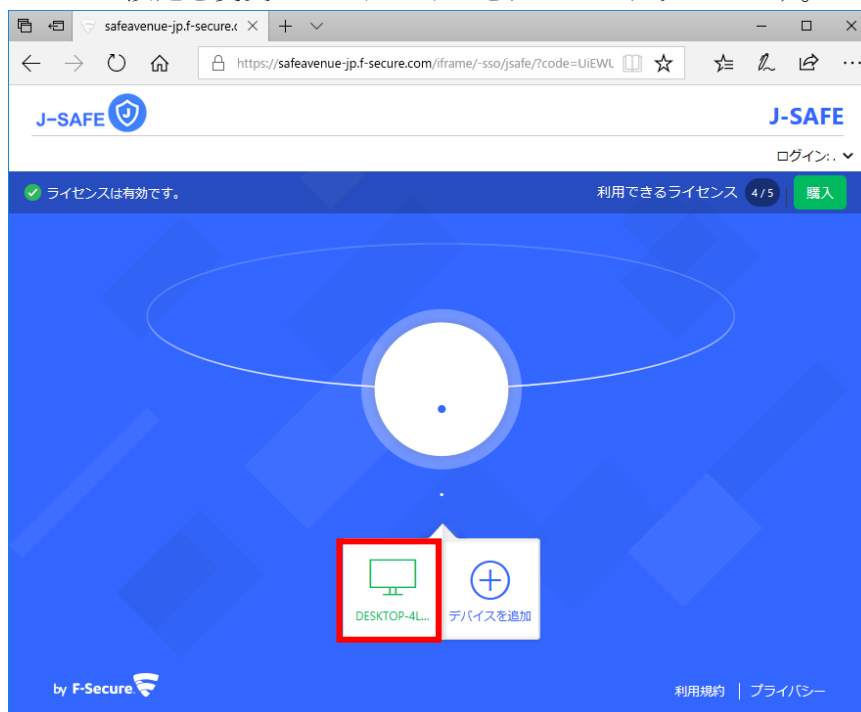 safeavenue-jp.f-secure.c
https://safeavenue-jp.f-secure.com/iframe/-sso/jsafe/?code=UiEWL
J-SAFE
J-SAFE
ログイン: .
ライセンスは有効です。
利用できるライセンス 4/5 | 購入
DESKTOP-4L...
デバイスを追加
by F-Secure.
利用規約 | プライバシー